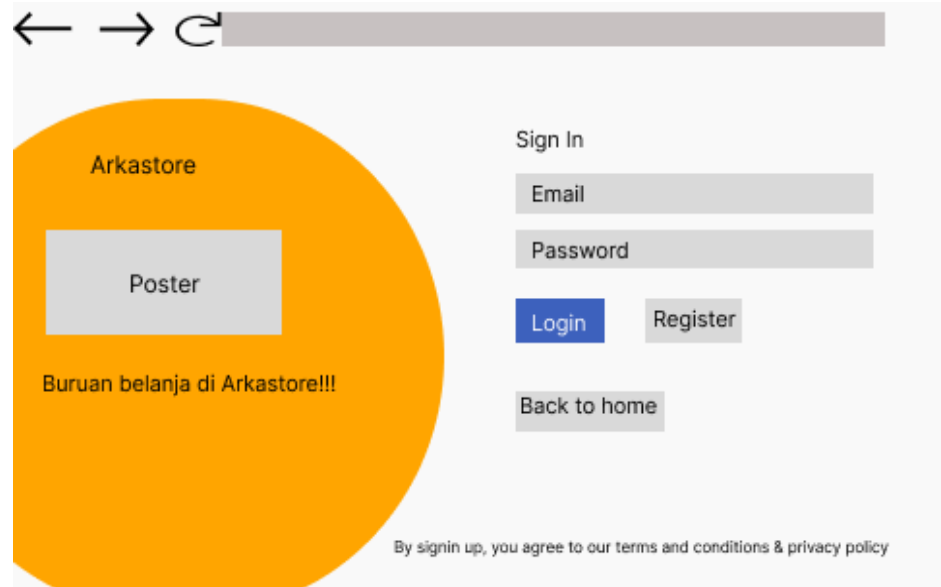 Arkastore
Poster
Buruan belanja di Arkastore!!!
Sign In
Email
Password
Login
Register
Back to home
By signin up, you agree to our terms and conditions & privacy policy